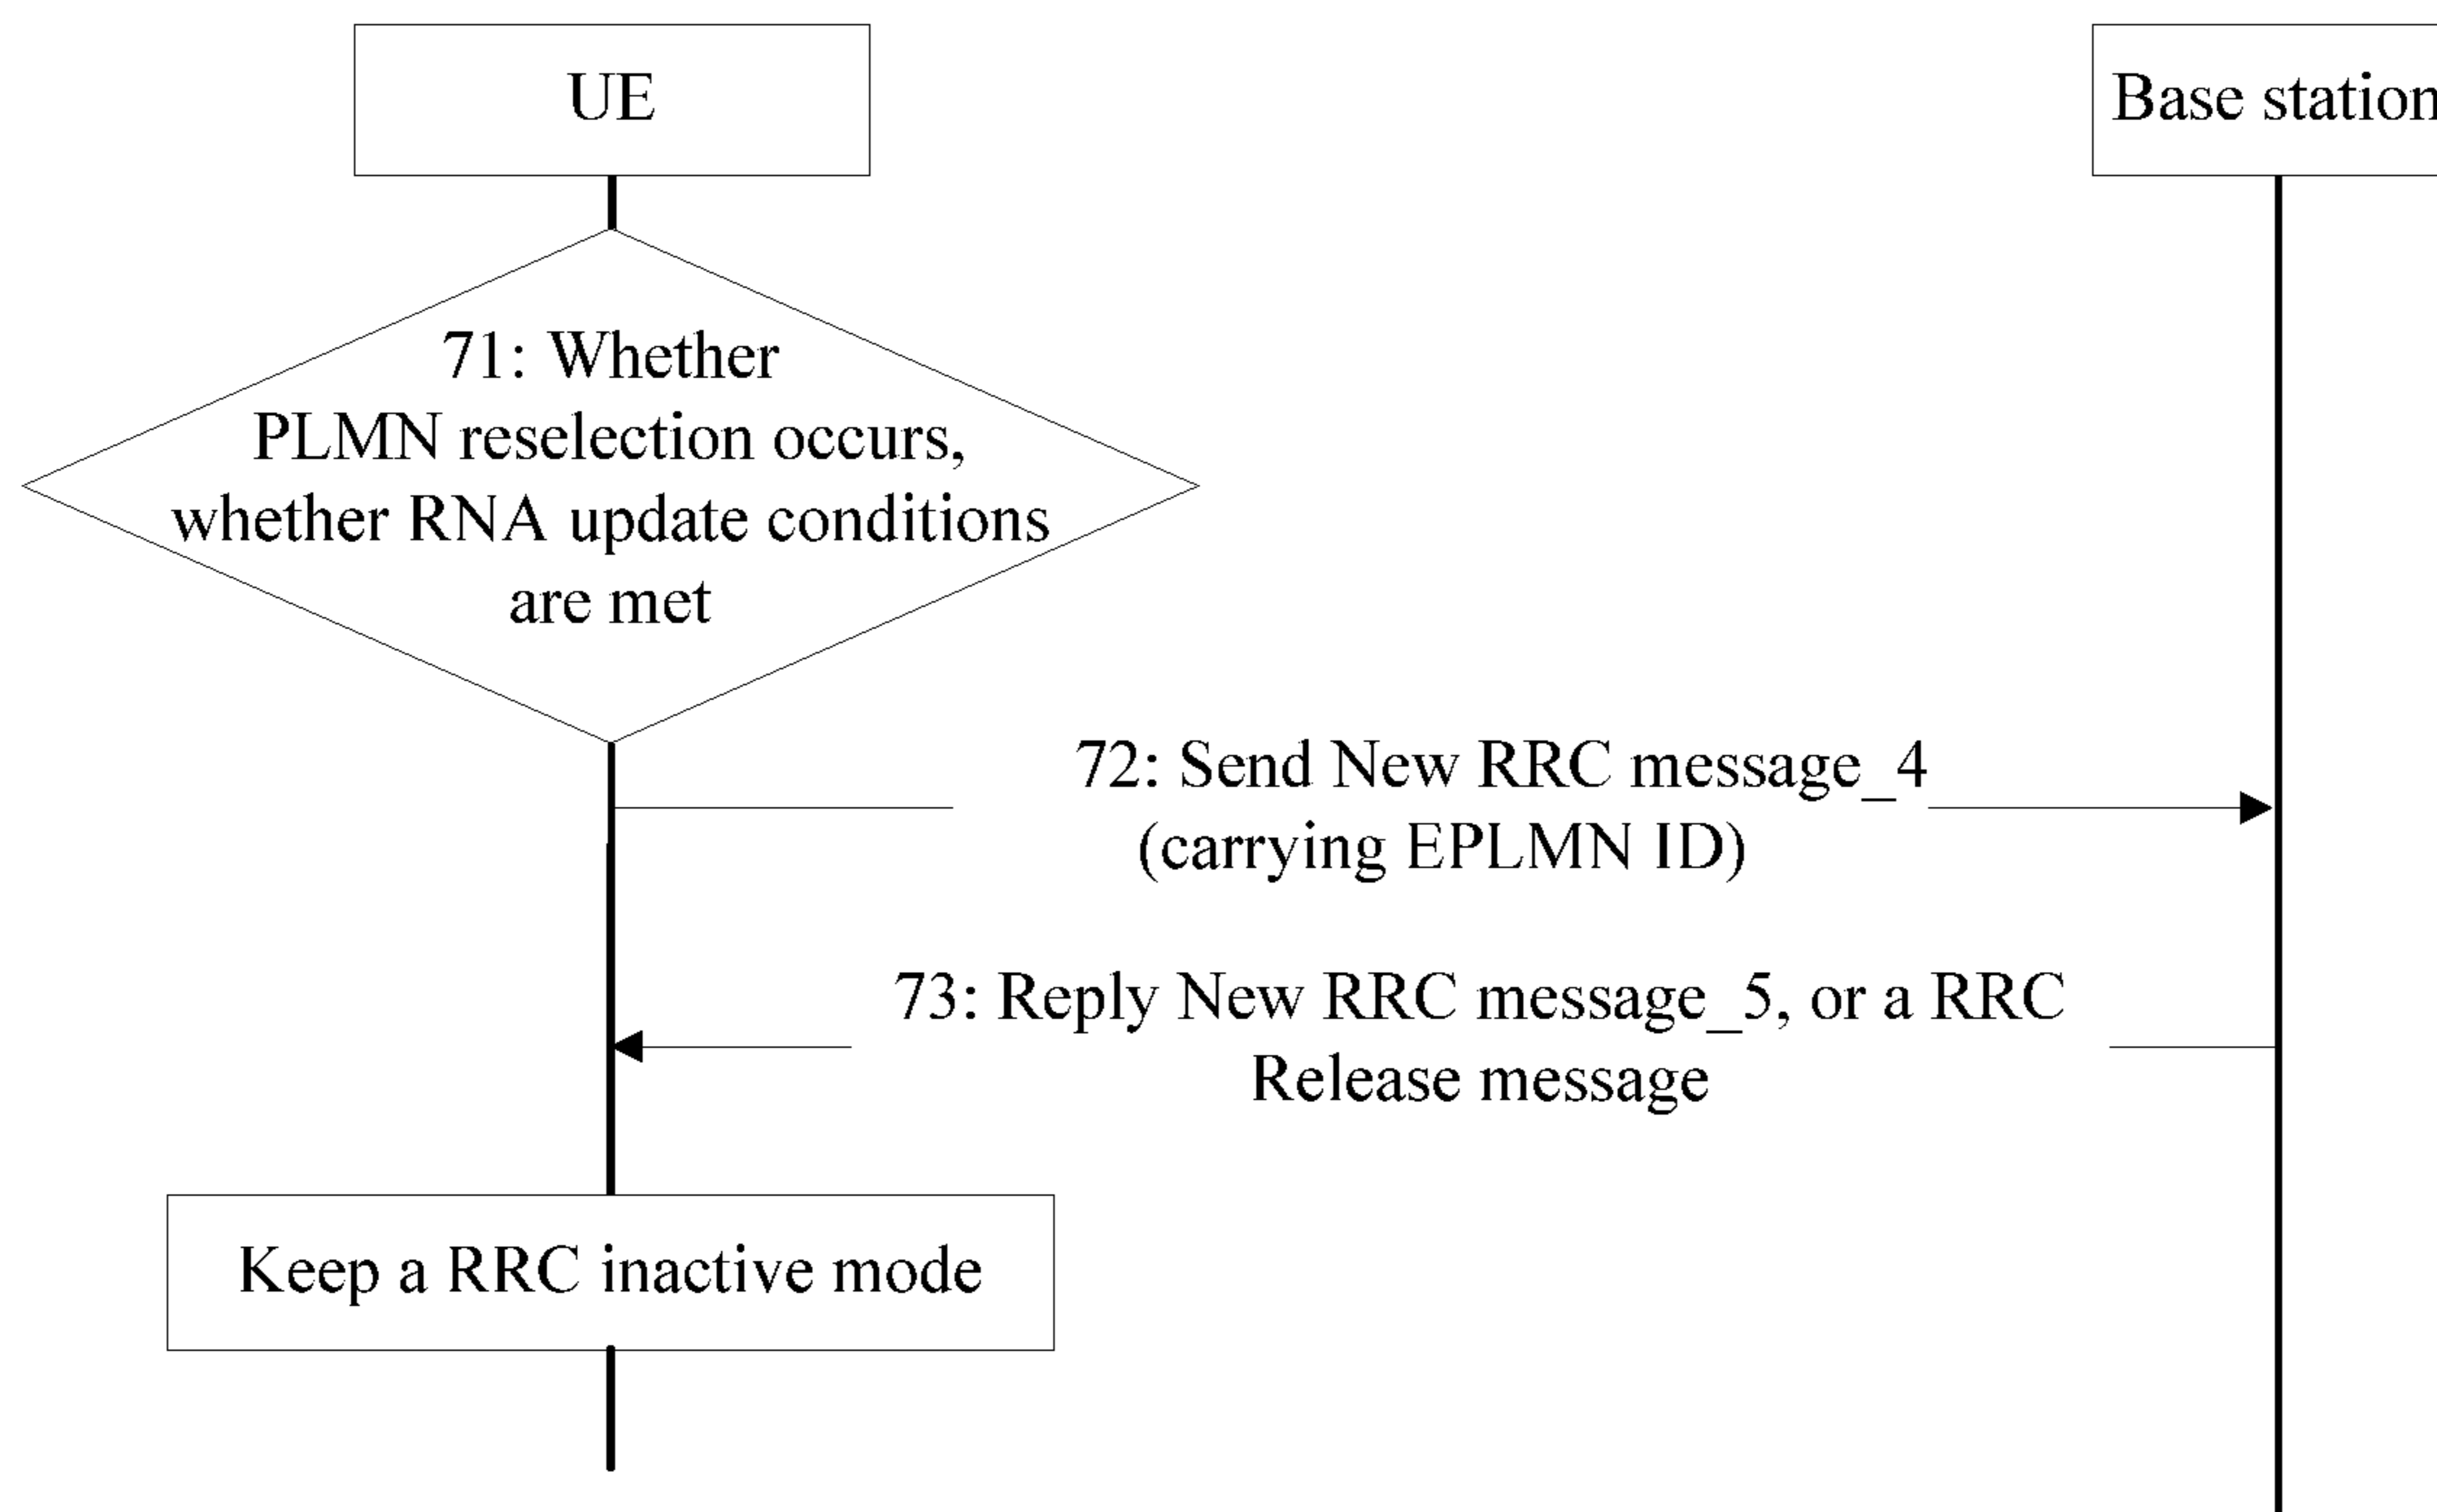 UE
Base station
71: Whether
PLMN reselection occurs,
whether RNA update conditions
are met
72: Send New RRC message_4
(carrying EPLMN ID)
73: Reply New RRC message_5, or a RRC
Release message
Keep a RRC inactive mode